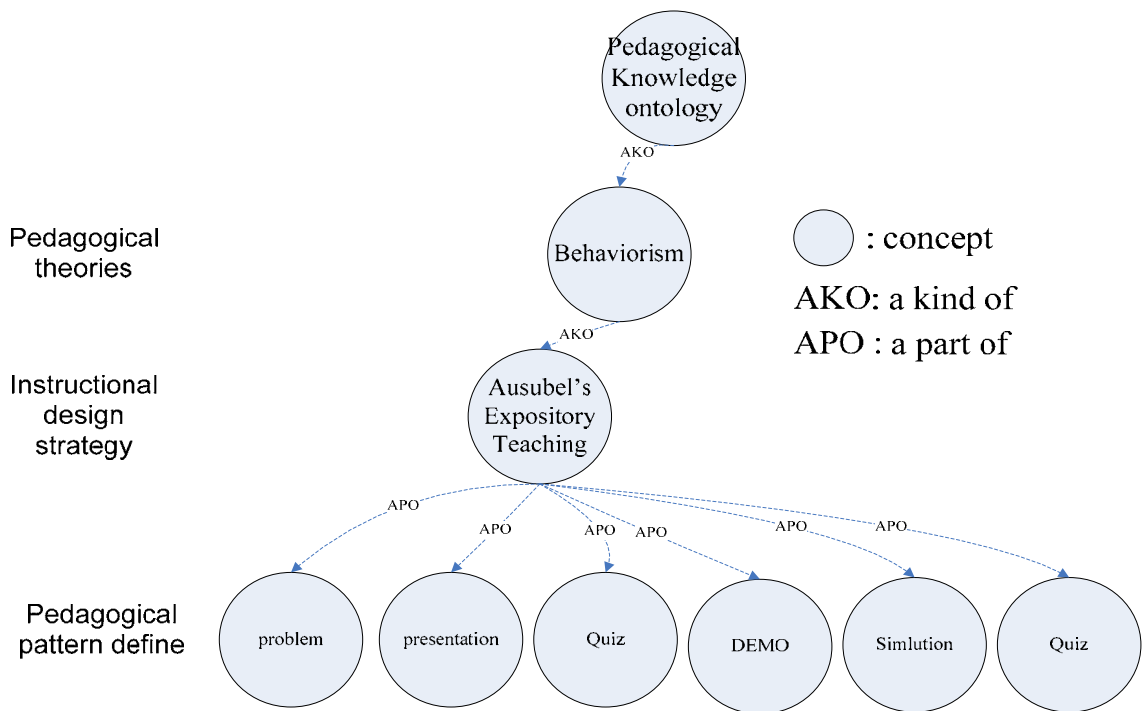 Pedagogical
Knowledge
ontology
AKO
Pedagogical
theories
Behaviorism
: concept
AKO: a kind of
APO : a part of
AKO
Instructional
design
strategy
Ausubel's
Expository
Teaching
APO
APO
APO
APO
APO
APO
Pedagogical
pattern define
problem
presentation
Quiz
DEMO
Simlution
Quiz